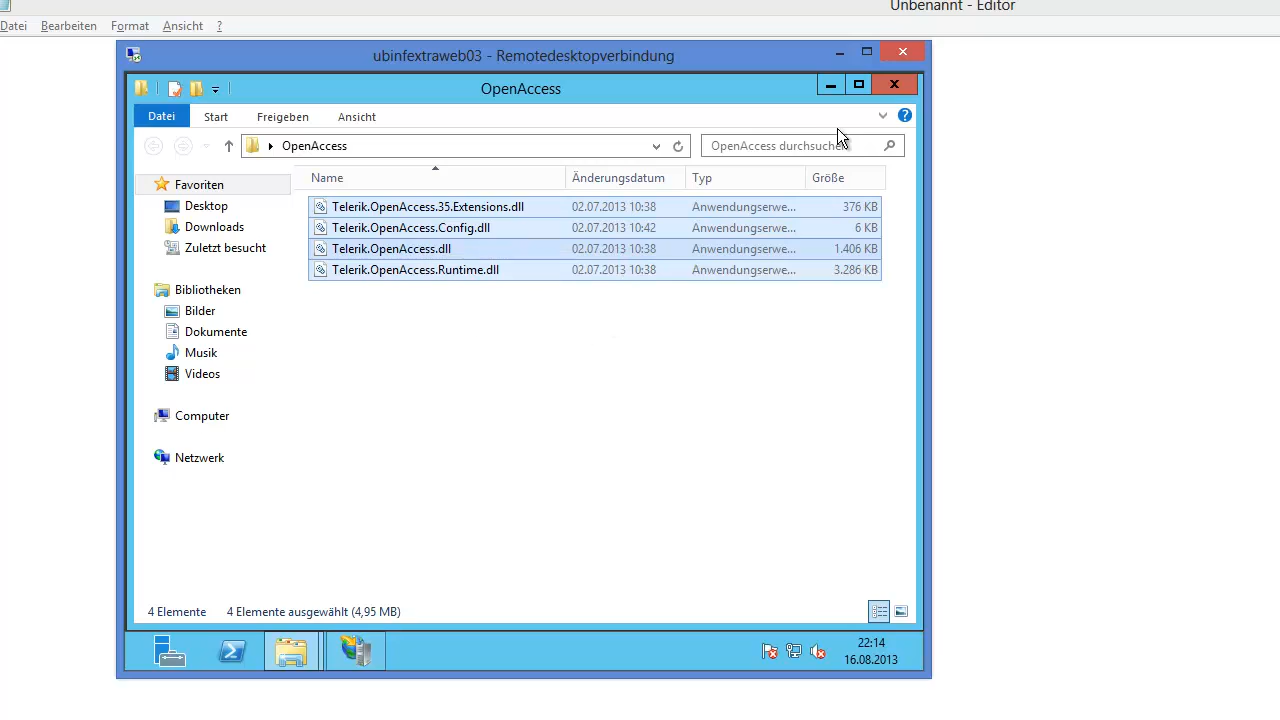 Unbenannt - Editor
Datei Bearbeiten Format Ansicht ?
ubinfextraweb03 - Remotedesktopverbindung
OpenAccess
Datei Start Freigeben Ansicht
OpenAccess OpenAccess durchsuchen
Name Änderungsdatum Typ Größe
Favoriten
Desktop
Downloads
Zuletzt besucht
Bibliotheken
Bilder
Dokumente
Musik
Videos
Computer
Netzwerk
Telerik.OpenAccess.35.Extensions.dll 02.07.2013 10:38 Anwendungserwe... 376 KB
Telerik.OpenAccess.Config.dll 02.07.2013 10:42 Anwendungserwe... 6 KB
Telerik.OpenAccess.dll 02.07.2013 10:38 Anwendungserwe... 1.406 KB
Telerik.OpenAccess.Runtime.dll 02.07.2013 10:38 Anwendungserwe... 3.286 KB
4 Elemente 4 Elemente ausgewählt (4,95 MB)
22:14
16.08.2013